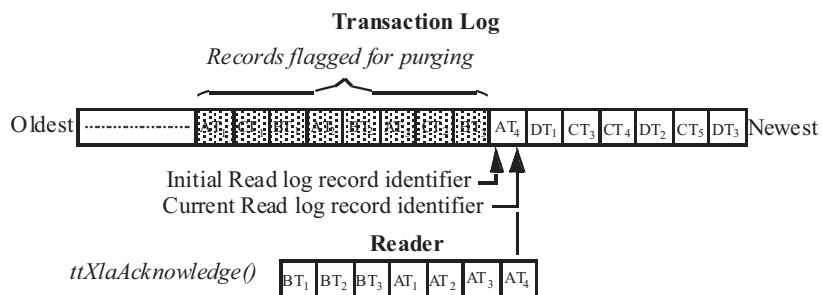 Transaction Log
Records flagged for purging
Oldest AT₄ DT₁ CT₃ CT₄ DT₂ CT₅ DT₃ Newest
Initial Read log record identifier
Current Read log record identifier
Reader
ttXlaAcknowledge() BT₁ BT₂ BT₃ AT₁ AT₂ AT₃ AT₄